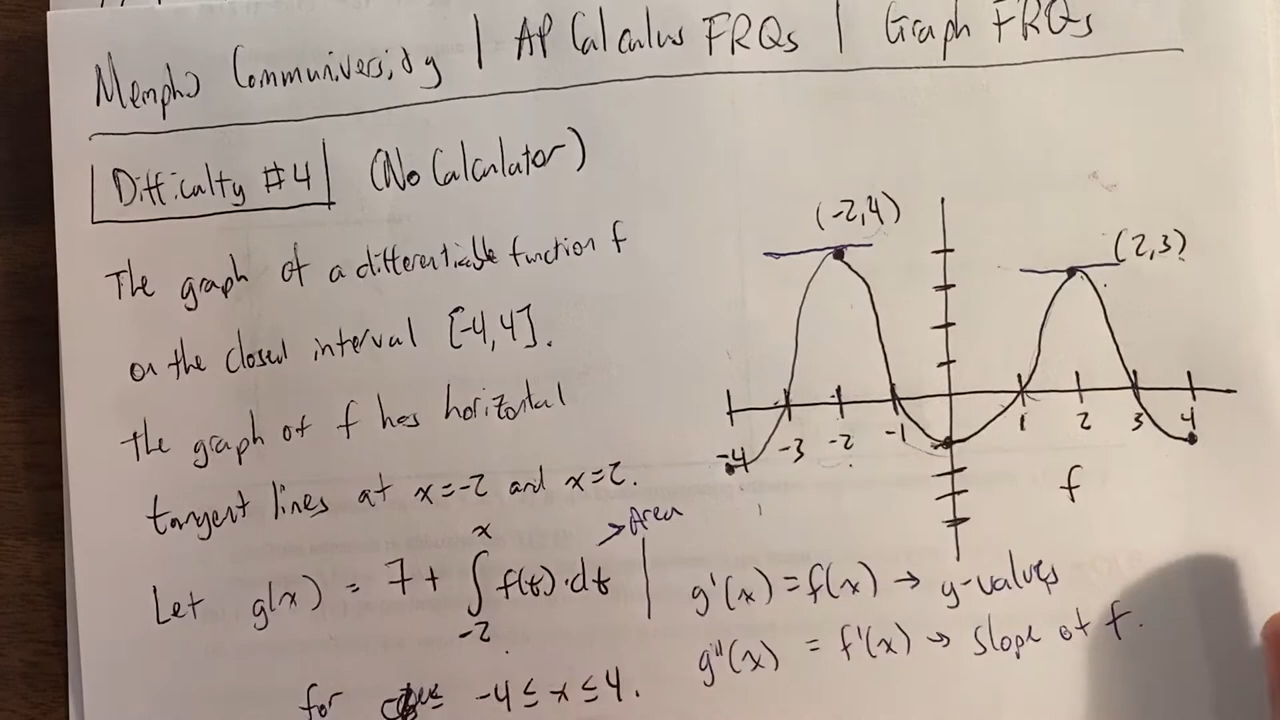 Memphis Communiversity | AP Calculus FRQs | Graph FRQs
Difficulty #4 (No Calculator)
The graph of a differentiable function f
on the closed interval [-4,4].
The graph of f has horizontal
tangent lines at x=-2 and x=2.
Let g(x) = 7 + ∫_{-2}^{x} f(t)·dt
> Area
for -4 ≤ x ≤ 4.
g'(x) = f(x) → y-values
g''(x) = f'(x) → slope of f.
(-2,4)
(2,3)
-4 -3 -2 -1 1 2 3 4
f